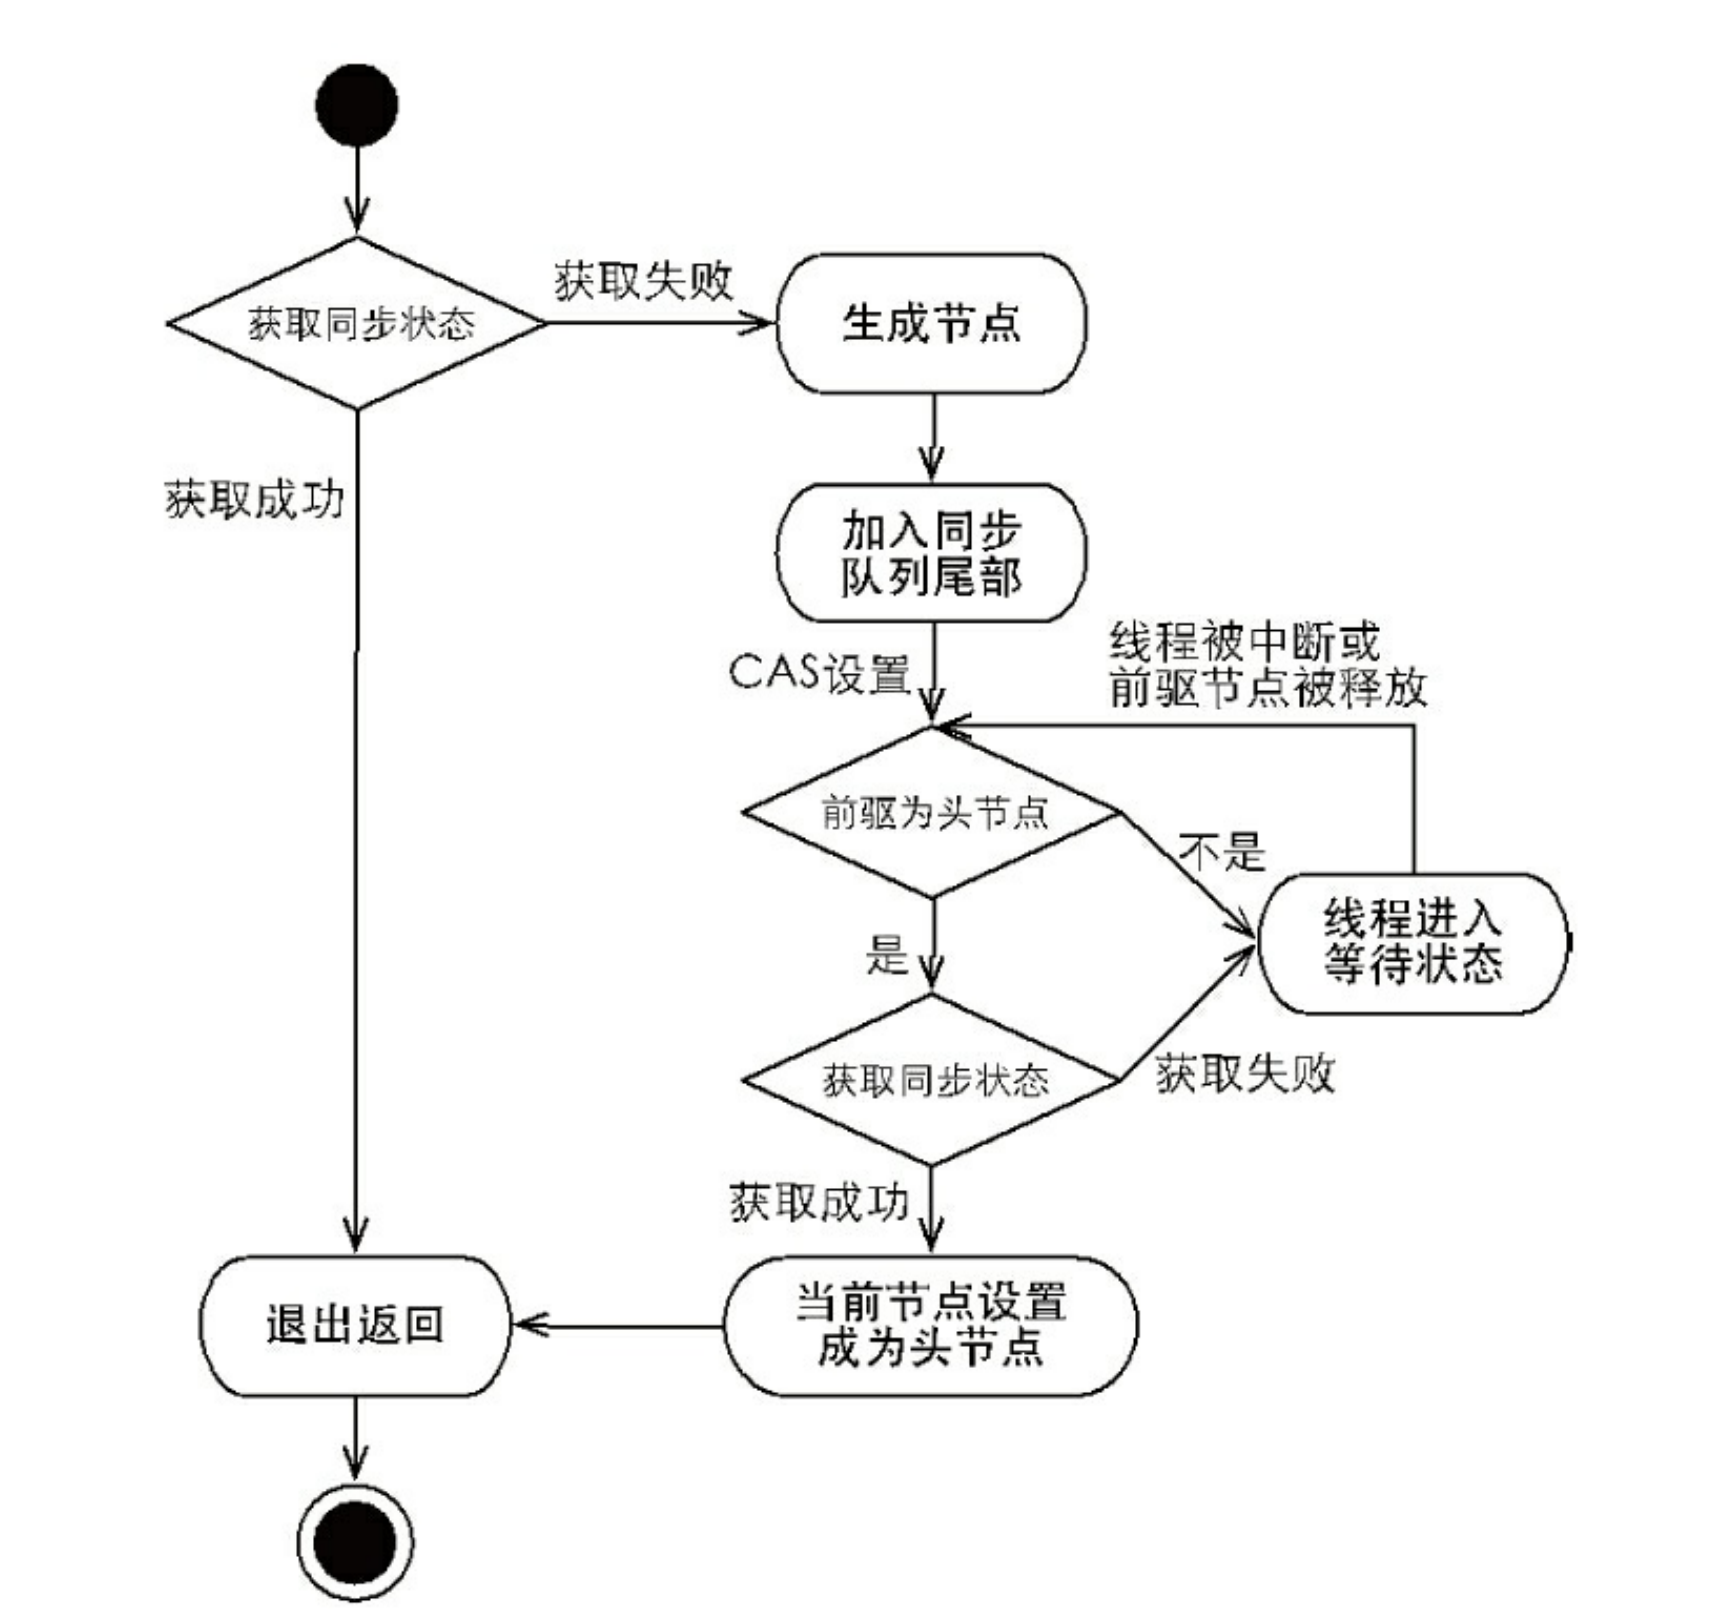 获取同步状态
获取失败
生成节点
获取成功
加入同步
队列尾部
CAS设置
线程被中断或
前驱节点被释放
前驱为头节点
不是
线程进入
等待状态
是
获取同步状态
获取失败
获取成功
当前节点设置
成为头节点
退出返回